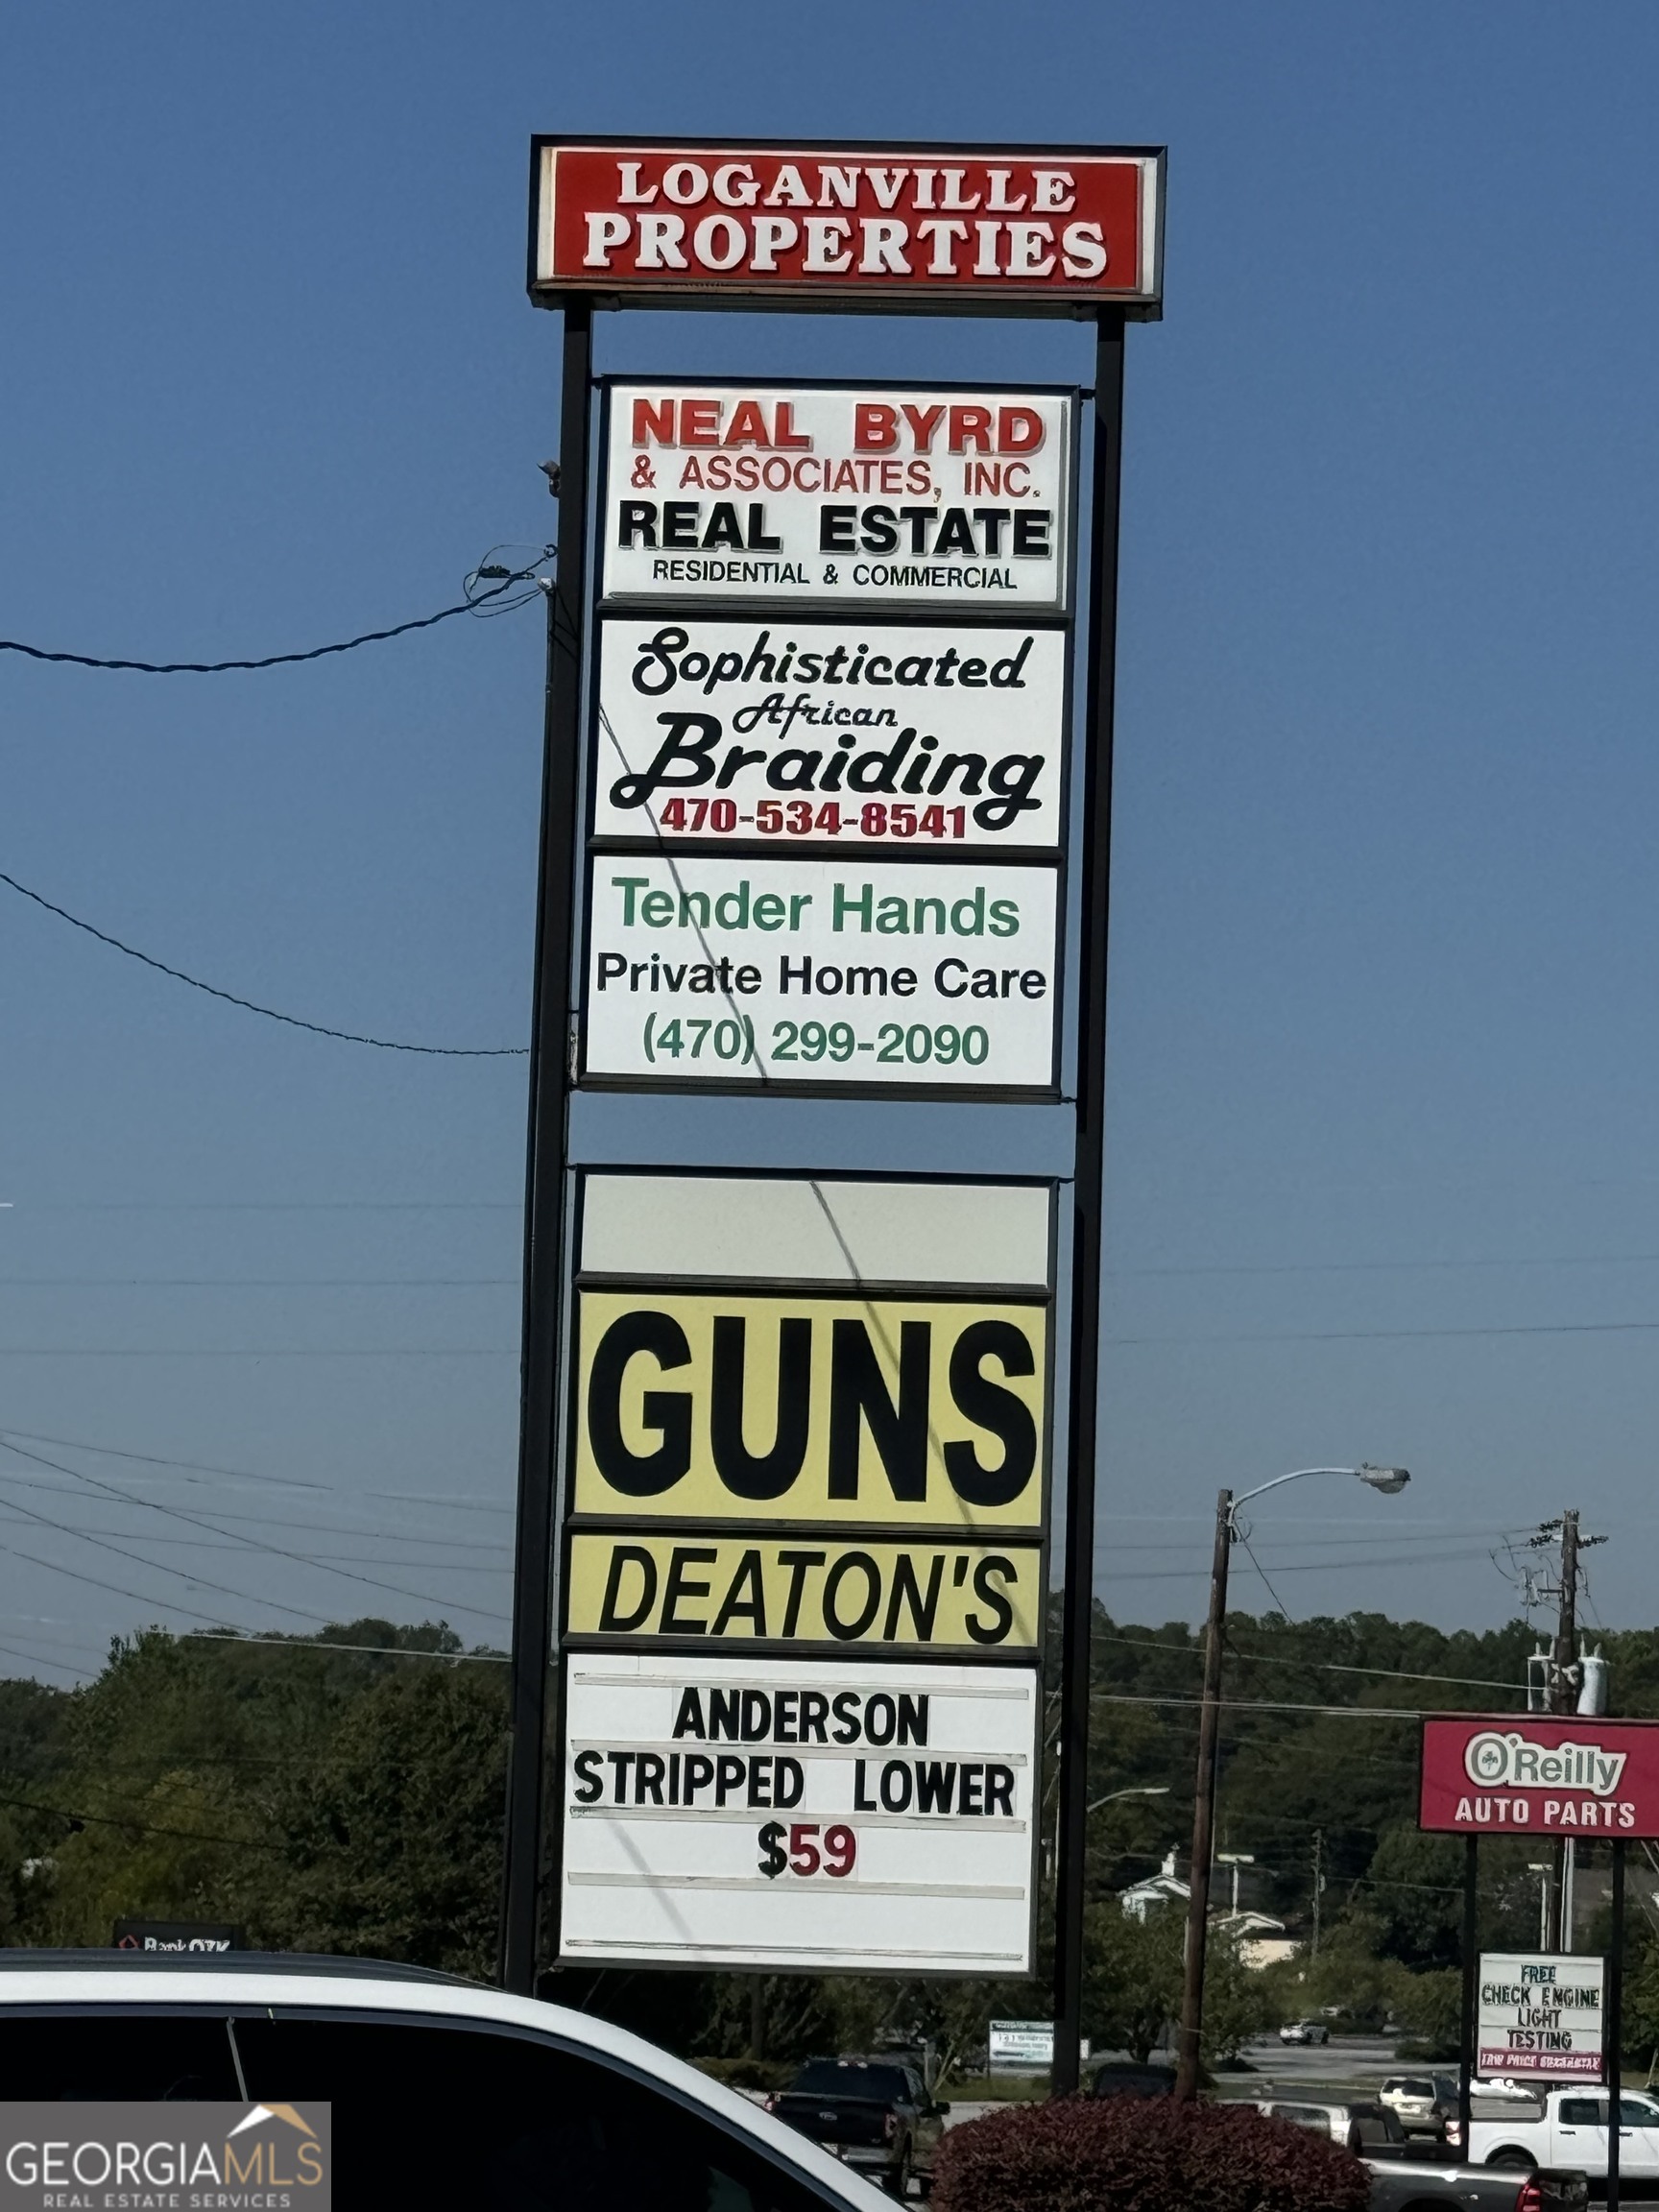 LOGANVILLE
PROPERTIES
NEAL BYRD
& ASSOCIATES, INC.
REAL ESTATE
RESIDENTIAL & COMMERCIAL
Sophisticated
African
Braiding
470-534-8541
Tender Hands
Private Home Care
(470) 299-2090
GUNS
DEATON'S
ANDERSON
STRIPPED LOWER
$59
O'Reilly
AUTO PARTS
Bank OZK
FREE
CHECK ENGINE
LIGHT
TESTING
GEORGIAMLS
REAL ESTATE SERVICES